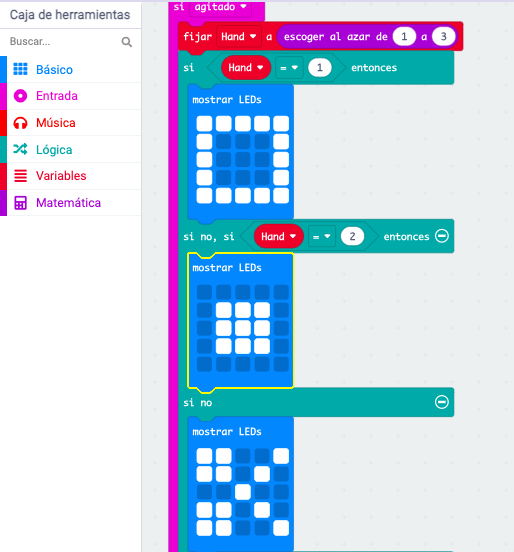 Caja de herramientas
Buscar...
Básico
Entrada
Música
Lógica
Variables
Matemática
si agitado
fijar Hand a escoger al azar de 1 a 3
si Hand = 1 entonces
mostrar LEDs
si no, si Hand = 2 entonces
mostrar LEDs
si no
mostrar LEDs